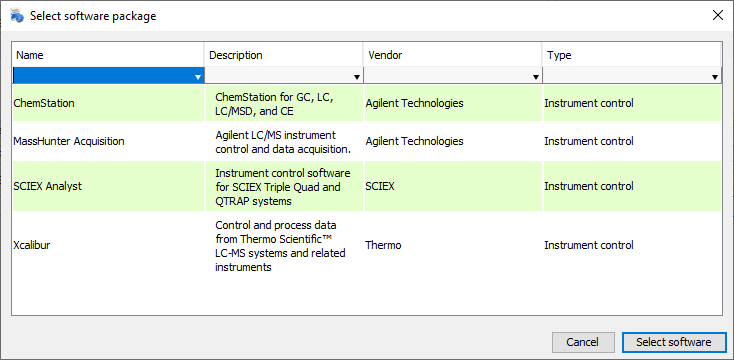 Select software package
Name Description Vendor Type
ChemStation ChemStation for GC, LC, Agilent Technologies Instrument control
LC/MSD, and CE
MassHunter Acquisition Agilent LC/MS instrument Agilent Technologies Instrument control
control and data acquisition.
Instrument control software
SCIEX Analyst for SCIEX Triple Quad and SCIEX Instrument control
QTRAP systems
Control and process data
Xcalibur from Thermo Scientific™ Thermo Instrument control
LC-MS systems and related
instruments
Cancel Select software